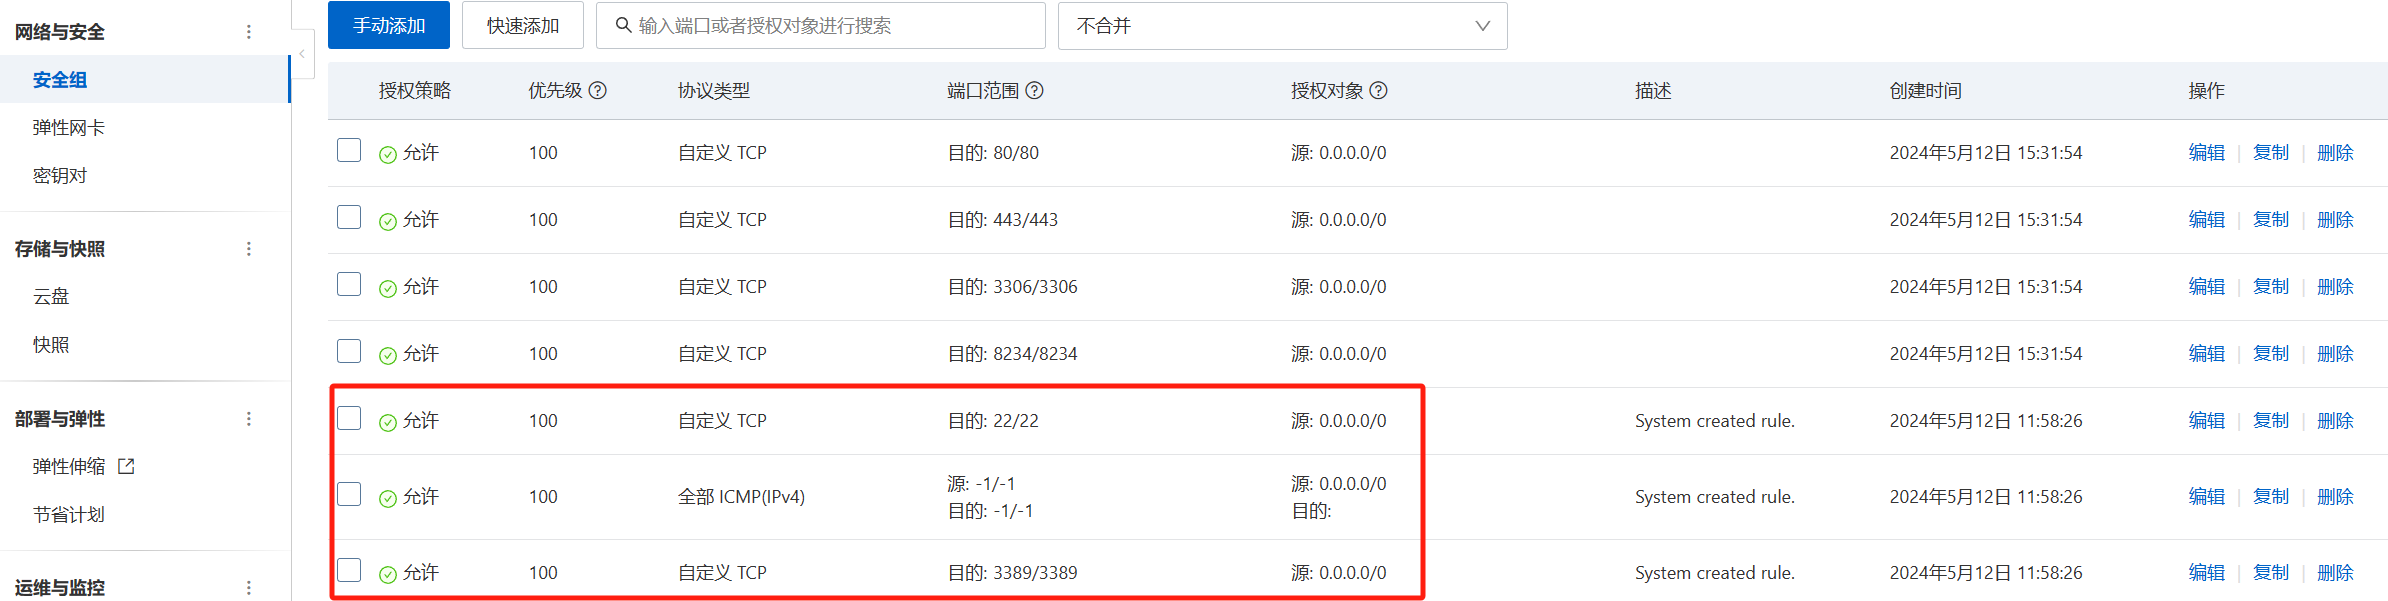 网络与安全
安全组
弹性网卡
密钥对
存储与快照
云盘
快照
部署与弹性
弹性伸缩
节省计划
运维与监控
手动添加 快速添加 输入端口或者授权对象进行搜索 不合并
授权策略 优先级 协议类型 端口范围 授权对象 描述 创建时间 操作
允许 100 自定义 TCP 目的: 80/80 源: 0.0.0.0/0 2024年5月12日 15:31:54 编辑 | 复制 | 删除
允许 100 自定义 TCP 目的: 443/443 源: 0.0.0.0/0 2024年5月12日 15:31:54 编辑 | 复制 | 删除
允许 100 自定义 TCP 目的: 3306/3306 源: 0.0.0.0/0 2024年5月12日 15:31:54 编辑 | 复制 | 删除
允许 100 自定义 TCP 目的: 8234/8234 源: 0.0.0.0/0 2024年5月12日 15:31:54 编辑 | 复制 | 删除
允许 100 自定义 TCP 目的: 22/22 源: 0.0.0.0/0 System created rule. 2024年5月12日 11:58:26 编辑 | 复制 | 删除
源: -1/-1 源: 0.0.0.0/0
允许 100 全部 ICMP(IPv4) System created rule. 2024年5月12日 11:58:26 编辑 | 复制 | 删除
目的: -1/-1 目的:
允许 100 自定义 TCP 目的: 3389/3389 源: 0.0.0.0/0 System created rule. 2024年5月12日 11:58:26 编辑 | 复制 | 删除